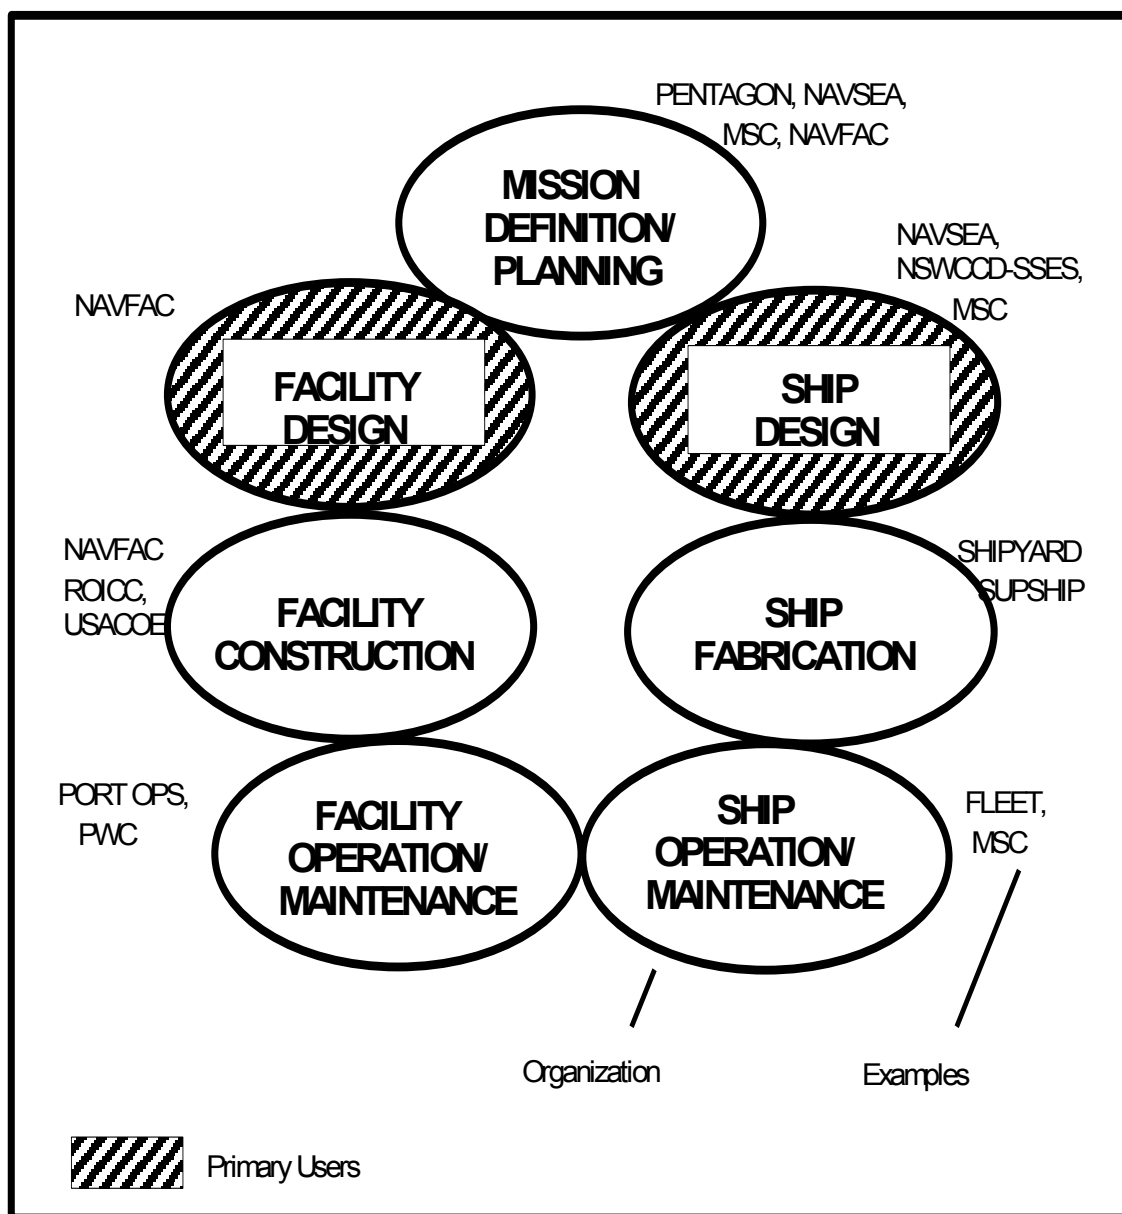 PENTAGON, NAVSEA,
MSC, NAVFAC
MISSION
DEFINITION/
PLANNING
NAVSEA,
NSWCCD-SSES,
MSC
NAVFAC
FACILITY
DESIGN
SHIP
DESIGN
NAVFAC
ROICC,
USACOE
FACILITY
CONSTRUCTION
SHIP
FABRICATION
SHIPYARD
SUPSHIP
PORT OPS,
PWC
FACILITY
OPERATION/
MAINTENANCE
SHIP
OPERATION/
MAINTENANCE
FLEET,
MSC
Organization
Examples
Primary Users